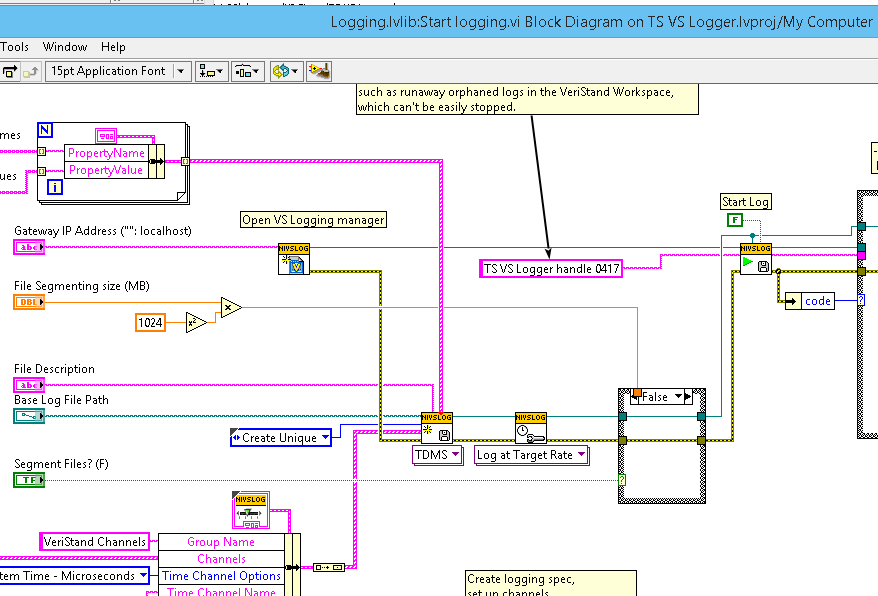 Logging.lvlib:Start logging.vi Block Diagram on TS VS Logger.lvproj/My Computer
Tools Window Help
15pt Application Font
such as runaway orphaned logs in the VeriStand Workspace,
which can't be easily stopped.
N
mes
PropertyName
ues
PropertyValue
i
Start Log
F
Open VS Logging manager
Gateway IP Address ("": localhost)
abc
NIVSLOG
NIVSLOG
TS VS Logger handle 0417
File Segmenting size (MB)
DBL
code
?
1024
x²
x
File Description
abc
Base Log File Path
False
NIVSLOG
NIVSLOG
Create Unique
TDMS
Log at Target Rate
Segment Files? (F)
TF
?
NIVSLOG
VeriStand Channels
Group Name
Channels
tem Time - Microseconds
Time Channel Options
Time Channel Name
Create logging spec,
set up channels